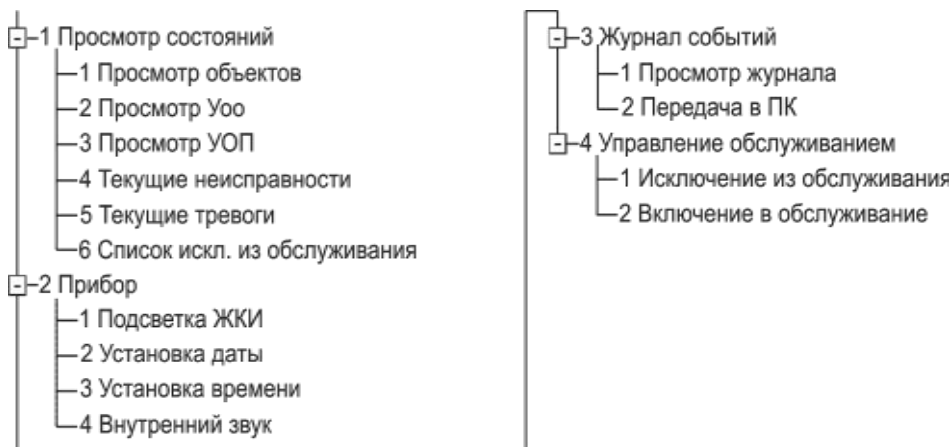 1 Просмотр состояний
1 Просмотр объектов
2 Просмотр Уоо
3 Просмотр УОП
4 Текущие неисправности
5 Текущие тревоги
6 Список искл. из обслуживания
2 Прибор
1 Подсветка ЖКИ
2 Установка даты
3 Установка времени
4 Внутренний звук
3 Журнал событий
1 Просмотр журнала
2 Передача в ПК
4 Управление обслуживанием
1 Исключение из обслуживания
2 Включение в обслуживание